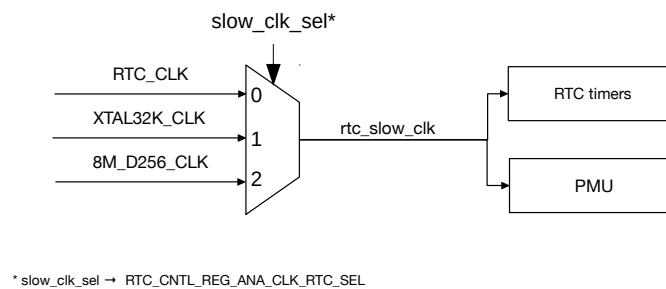 slow_clk_sel*
RTC_CLK
0
XTAL32K_CLK
1
8M_D256_CLK
2
rtc_slow_clk
RTC timers
PMU
* slow_clk_sel → RTC_CNTL_REG_ANA_CLK_RTC_SEL